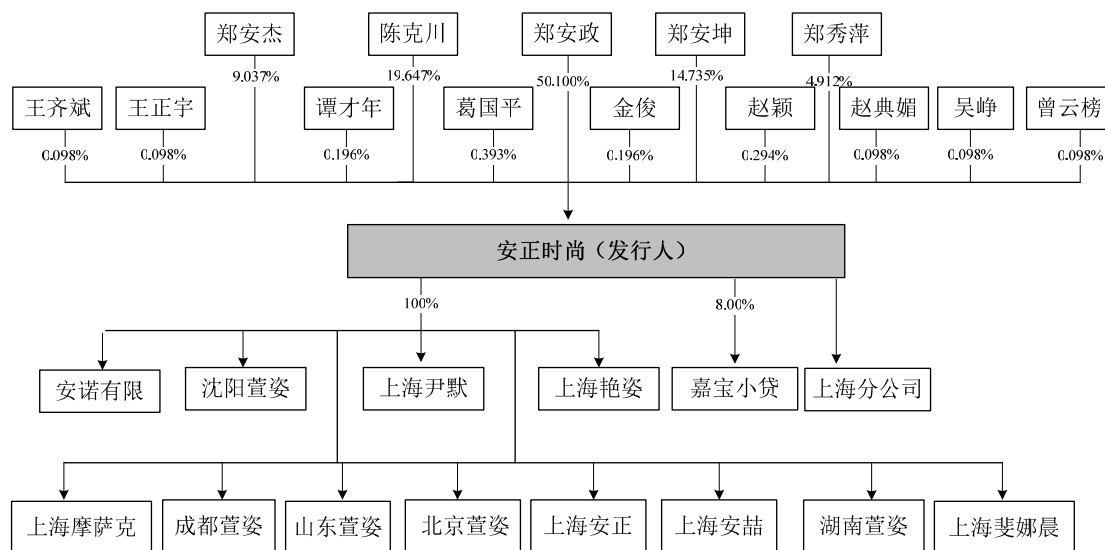 郑安杰
陈克川
郑安政
郑安坤
郑秀萍
9.037%
19.647%
50.100%
14.735%
4.912%
王齐斌
王正宇
谭才年
葛国平
金俊
赵颖
赵典媚
吴峥
曾云榜
0.098%
0.098%
0.196%
0.393%
0.196%
0.294%
0.098%
0.098%
0.098%
安正时尚（发行人）
100%
8.00%
安诺有限
沈阳萱姿
上海尹默
上海艳姿
嘉宝小贷
上海分公司
上海摩萨克
成都萱姿
山东萱姿
北京萱姿
上海安正
上海安喆
湖南萱姿
上海斐娜晨